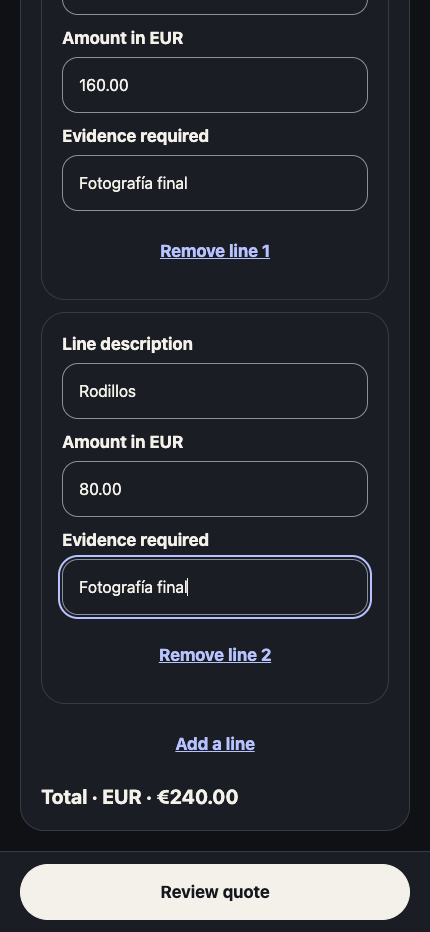 Amount in EUR
160.00
Evidence required
Fotografía final
Remove line 1
Line description
Rodillos
Amount in EUR
80.00
Evidence required
Fotografía final
Remove line 2
Add a line
Total · EUR · €240.00
Review quote